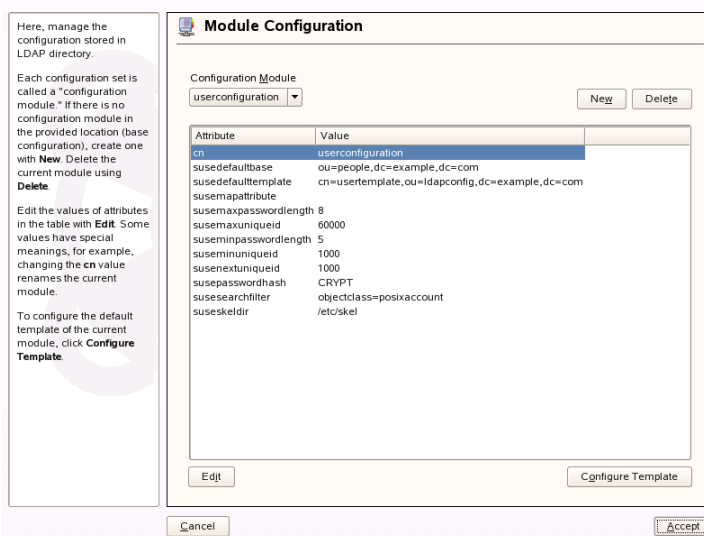 Here, manage the
configuration stored in
LDAP directory.
Each configuration set is
called a "configuration
module." If there is no
configuration module in
the provided location (base
configuration), create one
with New. Delete the
current module using
Delete.
Edit the values of attributes
in the table with Edit. Some
values have special
meanings, for example,
changing the cn value
renames the current
module.
To configure the default
template of the current
module, click Configure
Template.
Module Configuration
Configuration Module
userconfiguration
New Delete
Attribute Value
cn userconfiguration
susedefaultbase ou=people,dc=example,dc=com
susedefaulttemplate cn=usertemplate,ou=ldapconfig,dc=example,dc=com
susemapattribute
susemaxpasswordlength 8
susemaxuniqueid 60000
suseminpasswordlength 5
suseminuniqueid 1000
susenextuniqueid 1000
susepasswordhash CRYPT
susesearchfilter objectclass=posixaccount
suseskeldir /etc/skel
Edit Configure Template
Cancel Accept